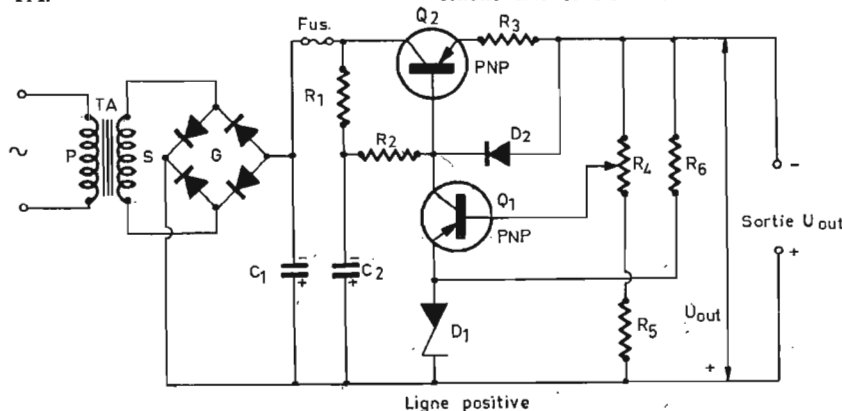 Fus.
Q2
R3
PNP
TA
P
S
G
R1
R2
D2
R4
R6
Q1
PNP
-
Sortie Uout
+
C1
-
+
-
+
C2
D1
R5
Uout
+
Ligne positive